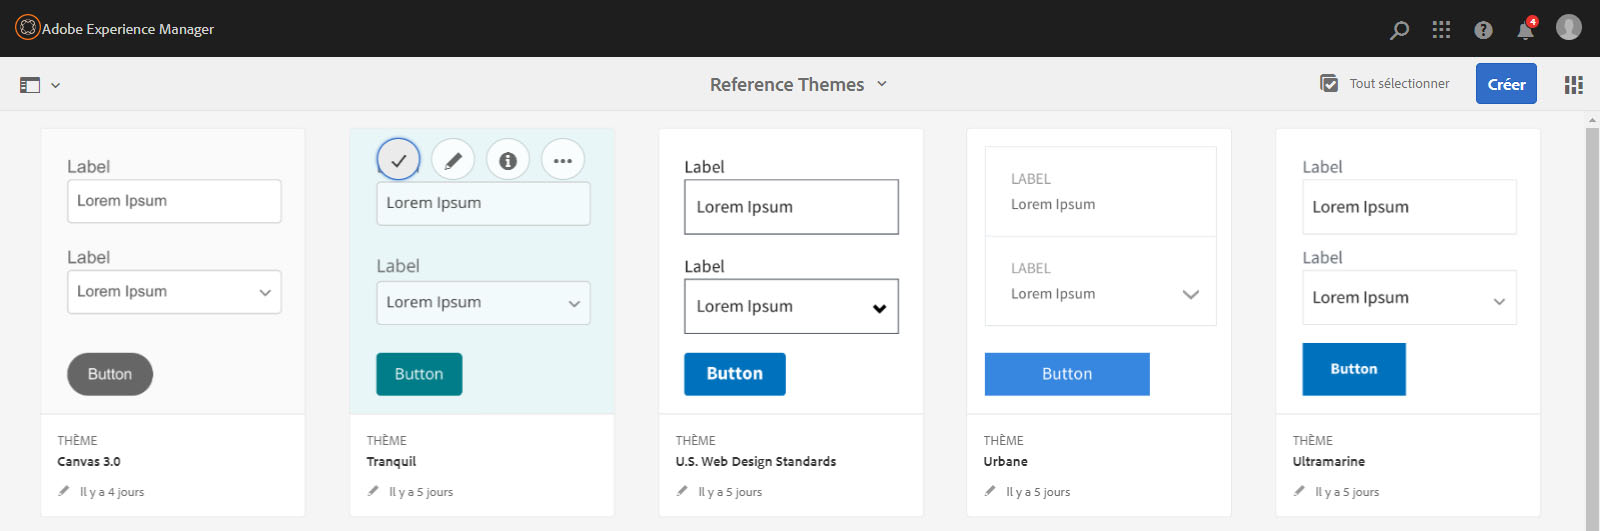 Adobe Experience Manager
4
Reference Themes
Tout sélectionner
Créer
Label
Lorem Ipsum
Label
Lorem Ipsum
Button
THÈME
Canvas 3.0
Il y a 4 jours
Lorem Ipsum
Label
Lorem Ipsum
Button
THÈME
Tranquil
Il y a 5 jours
Label
Lorem Ipsum
Label
Lorem Ipsum
Button
THÈME
U.S. Web Design Standards
Il y a 5 jours
LABEL
Lorem Ipsum
LABEL
Lorem Ipsum
Button
THÈME
Urbane
Il y a 5 jours
Label
Lorem Ipsum
Label
Lorem Ipsum
Button
THÈME
Ultramarine
Il y a 5 jours